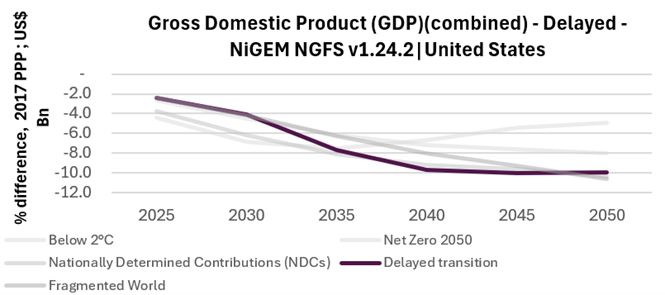 Gross Domestic Product (GDP)(combined) - Delayed -
NiGEM NGFS v1.24.2|United States
% difference, 2017 PPP; US$
Bn
-
-2.0
-4.0
-6.0
-8.0
-10.0
-12.0
2025 2030 2035 2040 2045 2050
Below 2°C Net Zero 2050
Nationally Determined Contributions (NDCs) Delayed transition
Fragmented World